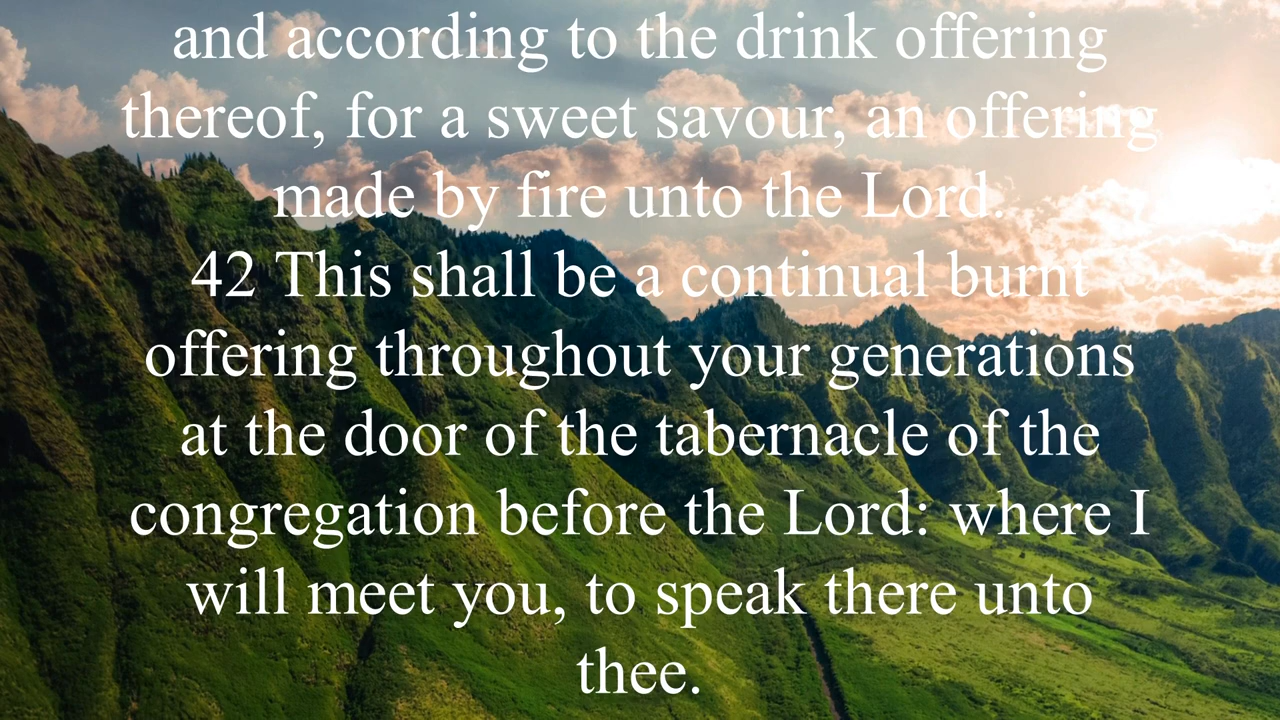 and according to the drink offering
thereof, for a sweet savour, an offering
made by fire unto the Lord.
42 This shall be a continual burnt
offering throughout your generations
at the door of the tabernacle of the
congregation before the Lord: where I
will meet you, to speak there unto
thee.